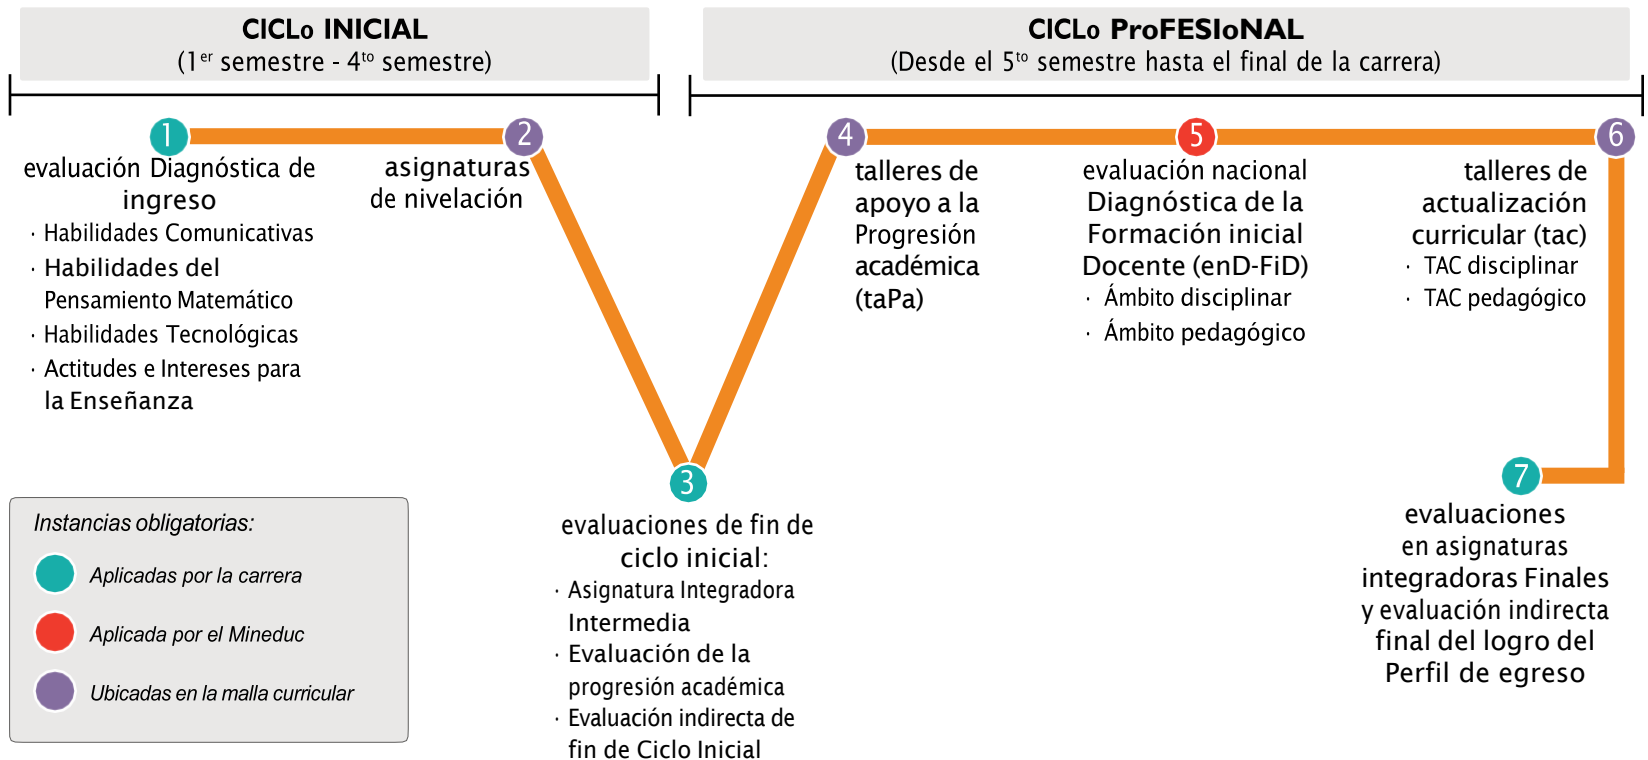 CICLo INICIAL
(1er semestre - 4to semestre)
CICLo ProFESIoNAL
(Desde el 5to semestre hasta el final de la carrera)
1
evaluación Diagnóstica de
ingreso
· Habilidades Comunicativas
· Habilidades del
Pensamiento Matemático
· Habilidades Tecnológicas
· Actitudes e Intereses para
la Enseñanza
2
asignaturas
de nivelación
3
evaluaciones de fin de
ciclo inicial:
· Asignatura Integradora
Intermedia
· Evaluación de la
progresión académica
· Evaluación indirecta de
fin de Ciclo Inicial
4
talleres de
apoyo a la
Progresión
académica
(taPa)
5
evaluación nacional
Diagnóstica de la
Formación inicial
Docente (enD-FiD)
· Ámbito disciplinar
· Ámbito pedagógico
6
talleres de
actualización
curricular (tac)
· TAC disciplinar
· TAC pedagógico
7
evaluaciones
en asignaturas
integradoras Finales
y evaluación indirecta
final del logro del
Perfil de egreso
Instancias obligatorias:
Aplicadas por la carrera
Aplicada por el Mineduc
Ubicadas en la malla curricular